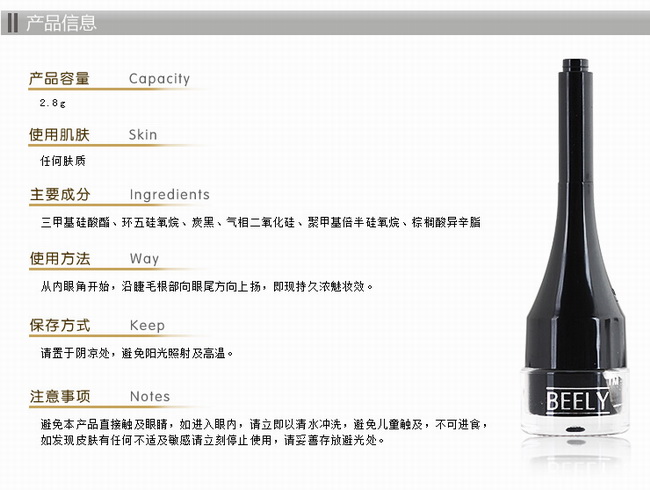 产品信息
产品容量 Capacity
2.8g
使用肌肤 Skin
任何肤质
主要成分 Ingredients
三甲基硅酸酯、环五硅氧烷、炭黑、气相二氧化硅、聚甲基倍半硅氧烷、棕榈酸异辛脂
使用方法 Way
从内眼角开始，沿睫毛根部向眼尾方向上扬，即现持久浓魅妆效。
保存方式 Keep
请置于阴凉处，避免阳光照射及高温。
注意事项 Notes
避免本产品直接触及眼睛，如进入眼内，请立即以清水冲洗，避免儿童触及，不可进食，
如发现皮肤有任何不适及敏感请立刻停止使用，请妥善存放避光处。
BEELY